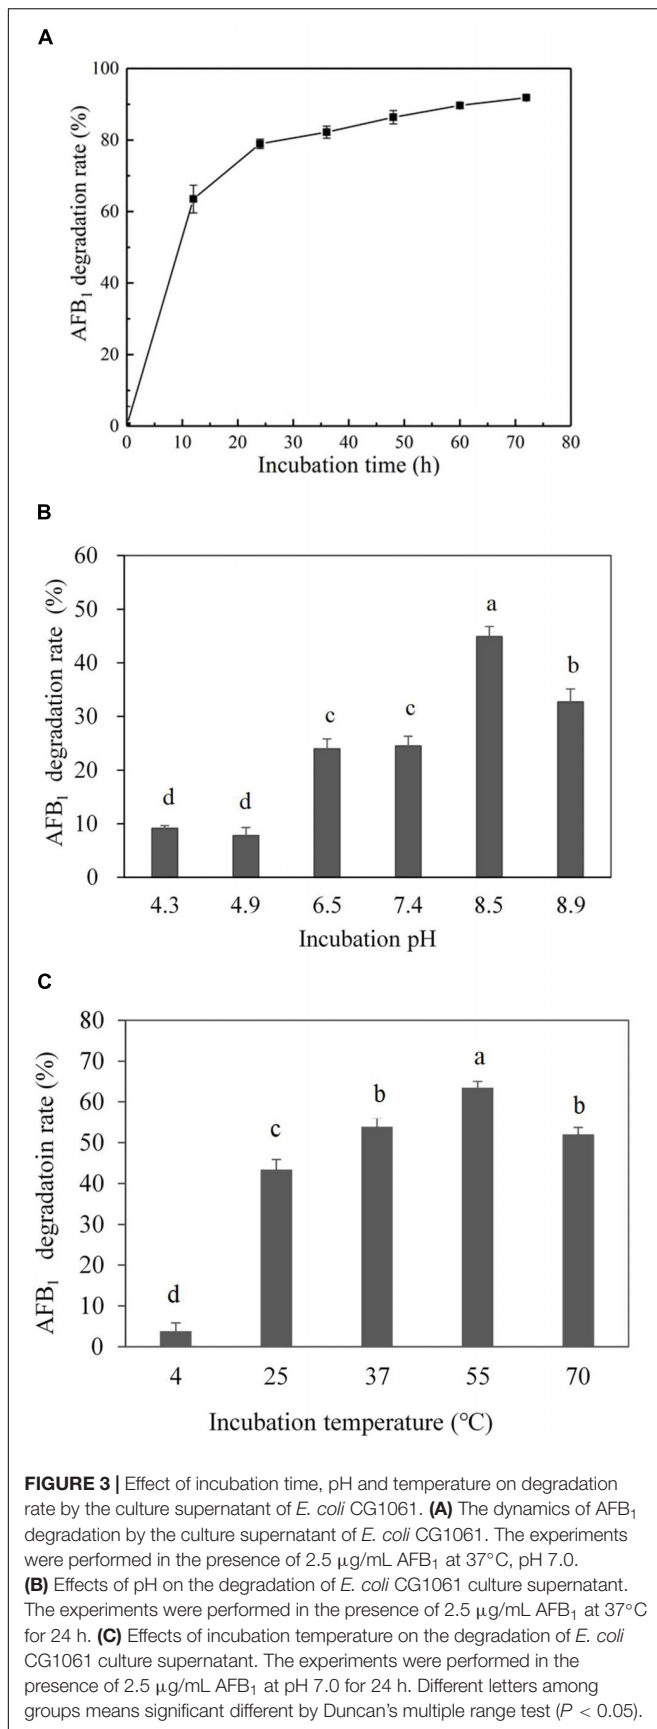 A
100
80
60
40
20
0
AFB1 degradation rate (%)
0 10 20 30 40 50 60 70 80
Incubation time (h)
B
60
50
40
30
20
10
0
AFB1 degradation rate (%)
d d c c a b
4.3 4.9 6.5 7.4 8.5 8.9
Incubation pH
C
80
70
60
50
40
30
20
10
0
AFB1 degradatoin rate (%)
d c b a b
4 25 37 55 70
Incubation temperature (°C)
FIGURE 3 | Effect of incubation time, pH and temperature on degradation
rate by the culture supernatant of E. coli CG1061. (A) The dynamics of AFB1
degradation by the culture supernatant of E. coli CG1061. The experiments
were performed in the presence of 2.5 μg/mL AFB1 at 37°C, pH 7.0.
(B) Effects of pH on the degradation of E. coli CG1061 culture supernatant.
The experiments were performed in the presence of 2.5 μg/mL AFB1 at 37°C
for 24 h. (C) Effects of incubation temperature on the degradation of E. coli
CG1061 culture supernatant. The experiments were performed in the
presence of 2.5 μg/mL AFB1 at pH 7.0 for 24 h. Different letters among
groups means significant different by Duncan's multiple range test (P < 0.05).